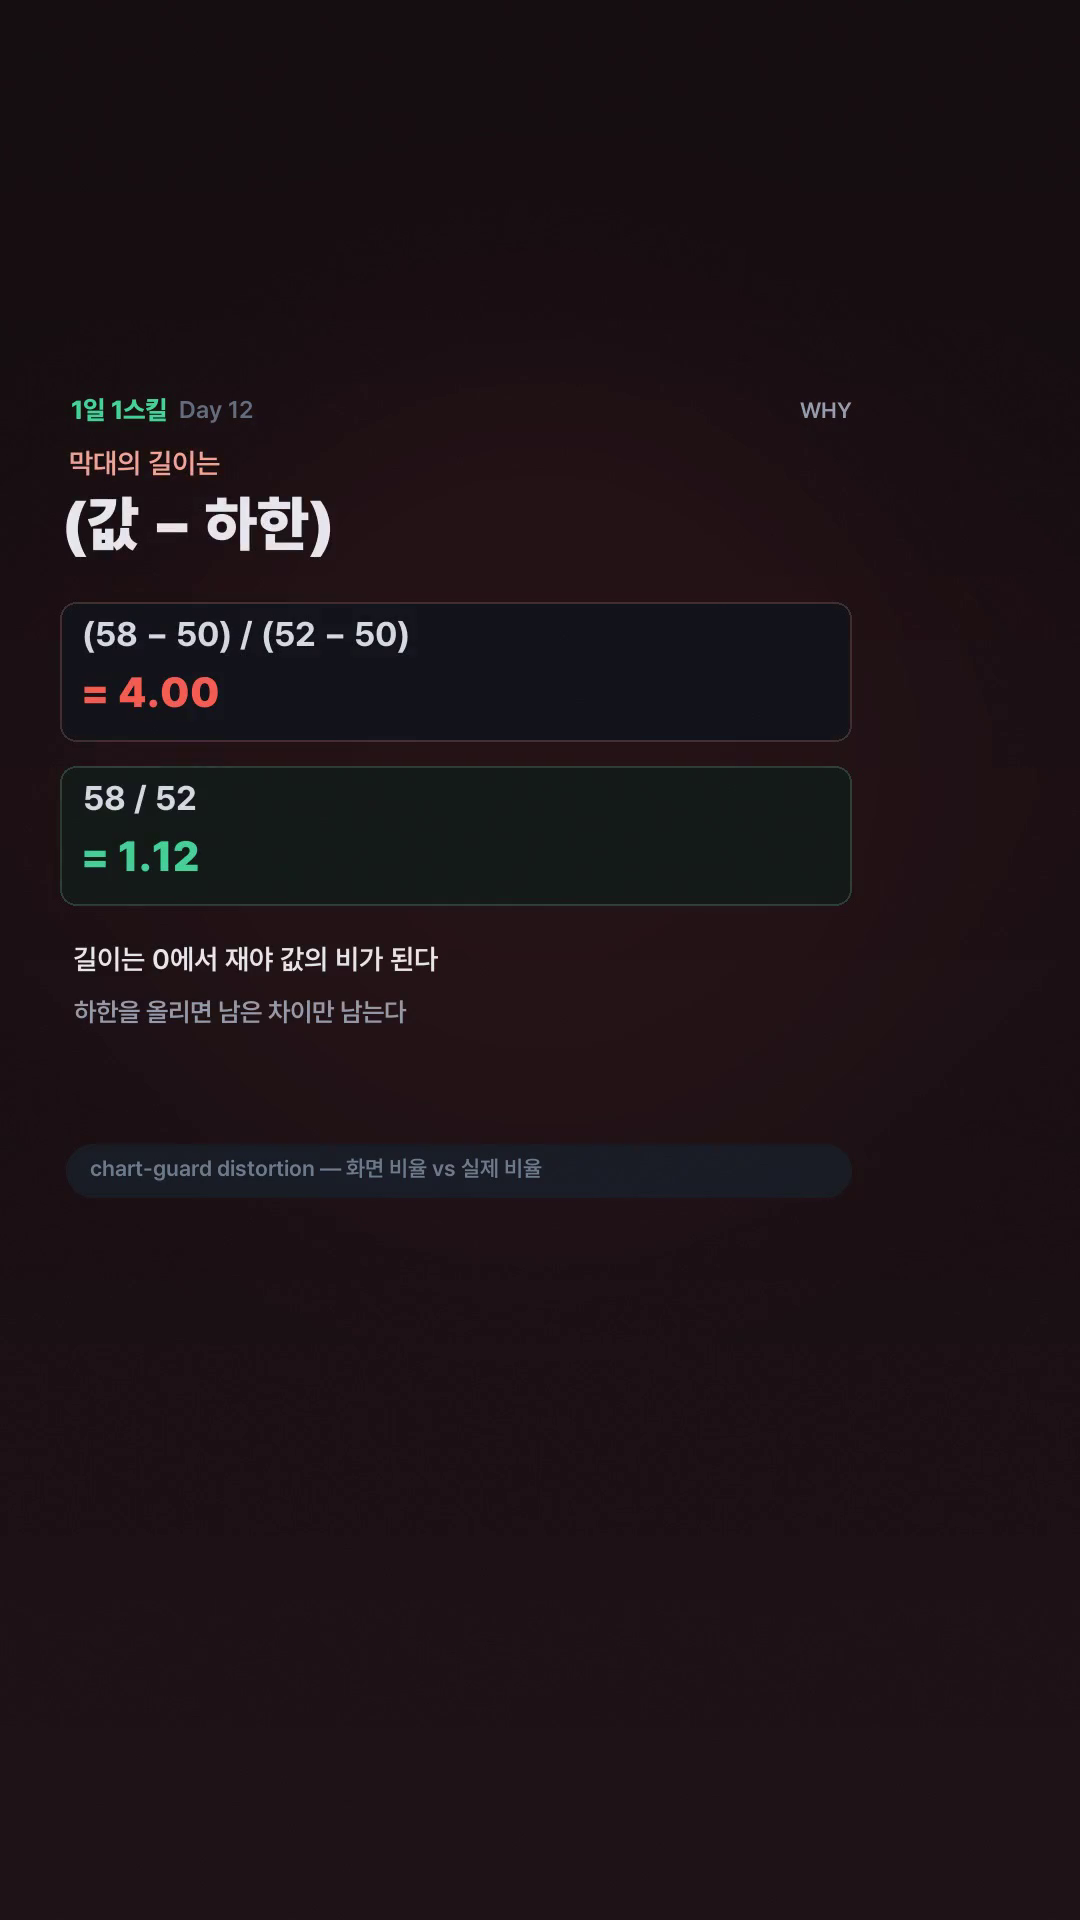 1일 1스킬 Day 12
WHY
막대의 길이는
(값 – 하한)
(58 – 50) / (52 – 50)
= 4.00
58 / 52
= 1.12
길이는 0에서 재야 값의 비가 된다
하한을 올리면 남은 차이만 남는다
chart-guard distortion — 화면 비율 vs 실제 비율